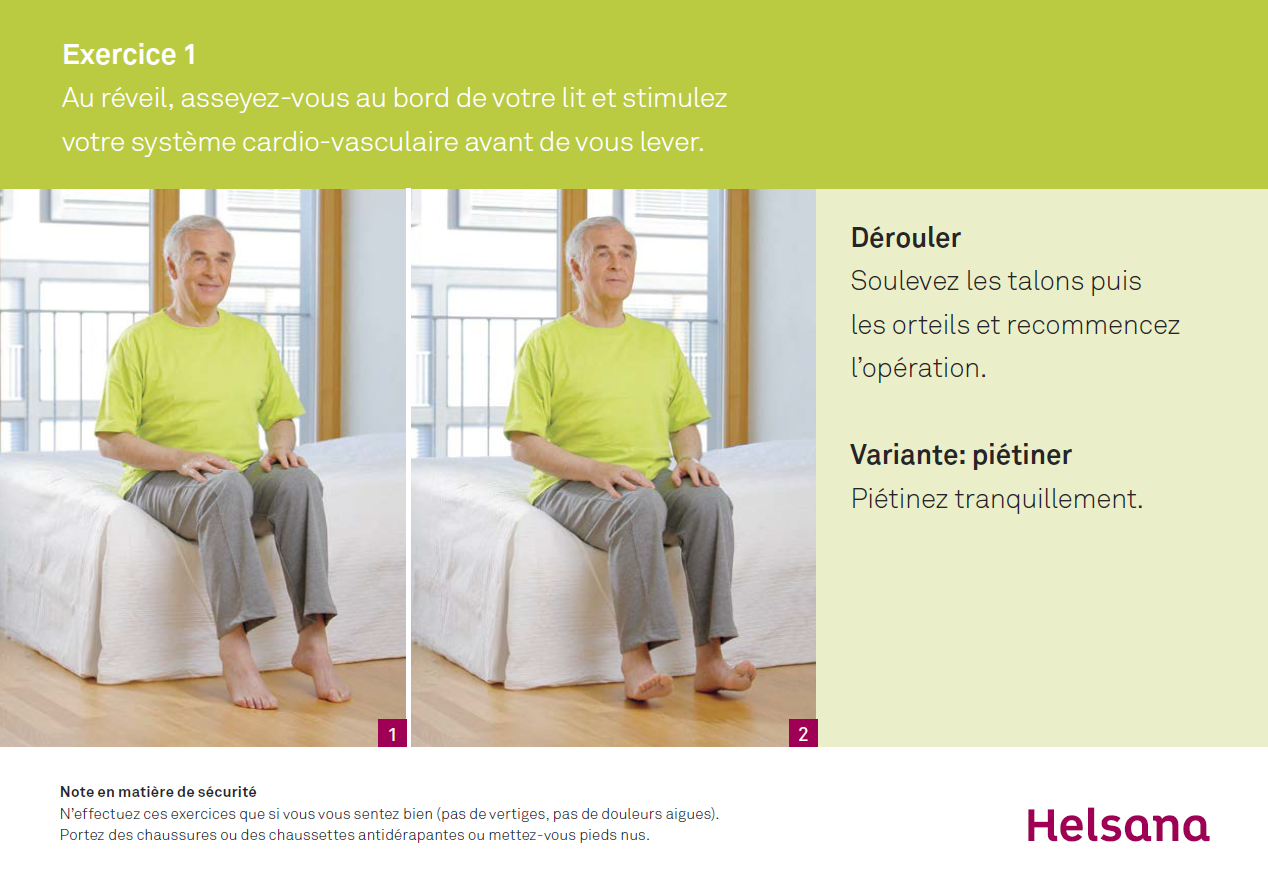 Exercice 1
Au réveil, asseyez-vous au bord de votre lit et stimulez
votre système cardio-vasculaire avant de vous lever.
Dérouler
Soulevez les talons puis
les orteils et recommencez
l’opération.
Variante: piétiner
Piétinez tranquillement.
1
2
Note en matière de sécurité
N’effectuez ces exercices que si vous vous sentez bien (pas de vertiges, pas de douleurs aigues).
Portez des chaussures ou des chaussettes antidérapantes ou mettez-vous pieds nus.
Helsana